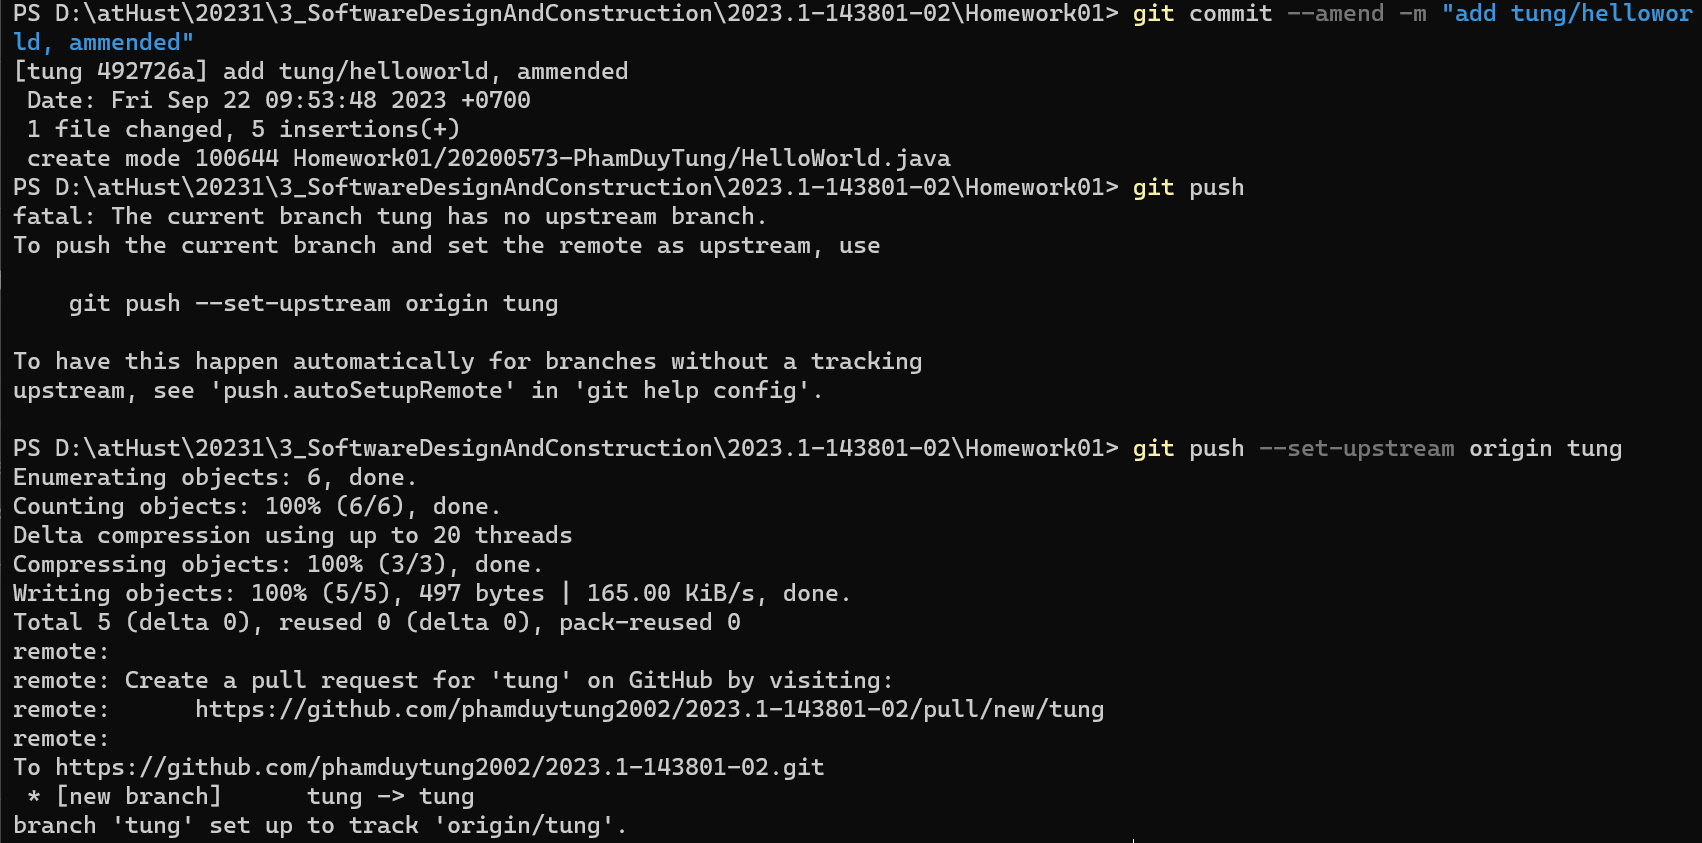 PS D:\atHust\20231\3_SoftwareDesignAndConstruction\2023.1-143801-02\Homework01> git commit --amend -m "add tung/hellowor
ld, ammended"
[tung 492726a] add tung/helloworld, ammended
 Date: Fri Sep 22 09:53:48 2023 +0700
 1 file changed, 5 insertions(+)
 create mode 100644 Homework01/20200573-PhamDuyTung/HelloWorld.java
PS D:\atHust\20231\3_SoftwareDesignAndConstruction\2023.1-143801-02\Homework01> git push
fatal: The current branch tung has no upstream branch.
To push the current branch and set the remote as upstream, use

    git push --set-upstream origin tung

To have this happen automatically for branches without a tracking
upstream, see 'push.autoSetupRemote' in 'git help config'.

PS D:\atHust\20231\3_SoftwareDesignAndConstruction\2023.1-143801-02\Homework01> git push --set-upstream origin tung
Enumerating objects: 6, done.
Counting objects: 100% (6/6), done.
Delta compression using up to 20 threads
Compressing objects: 100% (3/3), done.
Writing objects: 100% (5/5), 497 bytes | 165.00 KiB/s, done.
Total 5 (delta 0), reused 0 (delta 0), pack-reused 0
remote:
remote: Create a pull request for 'tung' on GitHub by visiting:
remote:      https://github.com/phamduytung2002/2023.1-143801-02/pull/new/tung
remote:
To https://github.com/phamduytung2002/2023.1-143801-02.git
 * [new branch]      tung -> tung
branch 'tung' set up to track 'origin/tung'.